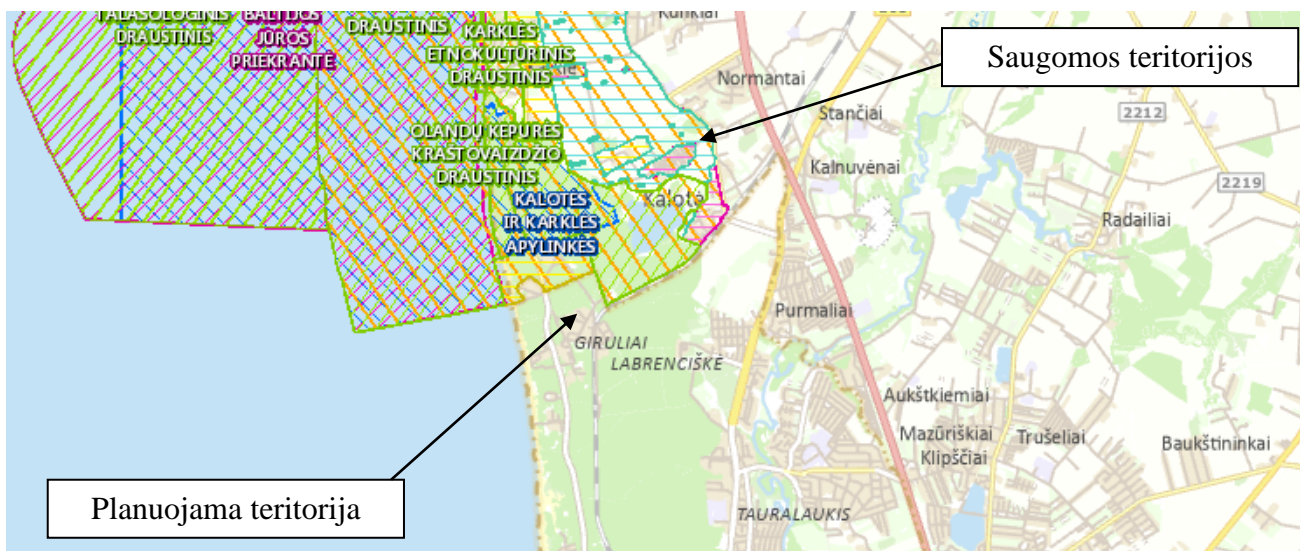 TALASOLOGINIS
DRAUSTINIS
BALTIJOS
JŪROS
PRIEKRANTĖ
DRAUSTINIS
KARKLĖS
ETNOKULTŪRINIS
DRAUSTINIS
OLANDŲ KEPURĖS
KRAŠTOVAIZDŽIO
DRAUSTINIS
KALOTĖS
IR KARKLĖS
APYLINKĖS
Kalotė
Saugomos teritorijos
Normantai
Stančiai
Kalnuvėnai
2212
2219
Radailiai
Purmaliai
GIRULIAI
LABRENCIŠKĖ
Aukštkiemiai
Mazūriškiai
Klipščiai
Trušeliai
Baukštininkai
Planuojama teritorija
TAURALAUKIS